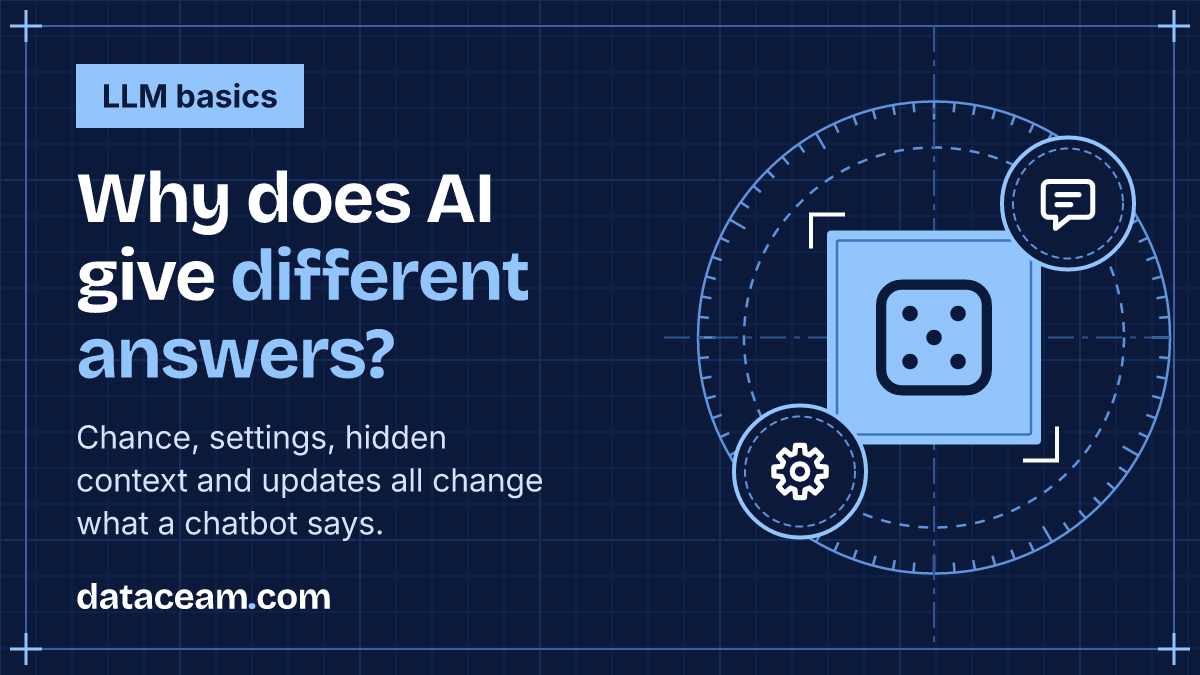 LLM basics
Why does AI
give different
answers?
Chance, settings, hidden
context and updates all change
what a chatbot says.
dataceam.com